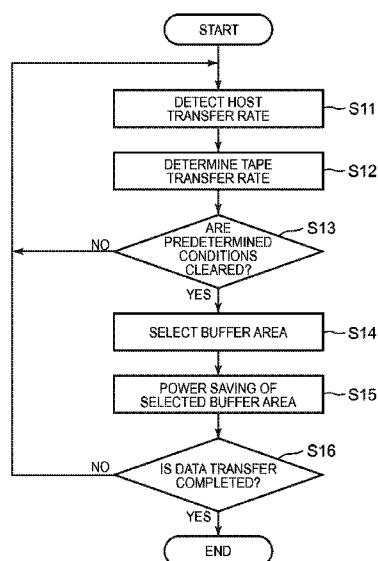 START
DETECT HOST
TRANSFER RATE
S11
DETERMINE TAPE
TRANSFER RATE
S12
ARE
PREDETERMINED
CONDITIONS
CLEARED?
S13
NO
YES
SELECT BUFFER AREA
S14
POWER SAVING OF
SELECTED BUFFER AREA
S15
IS DATA TRANSFER
COMPLETED?
S16
NO
YES
END